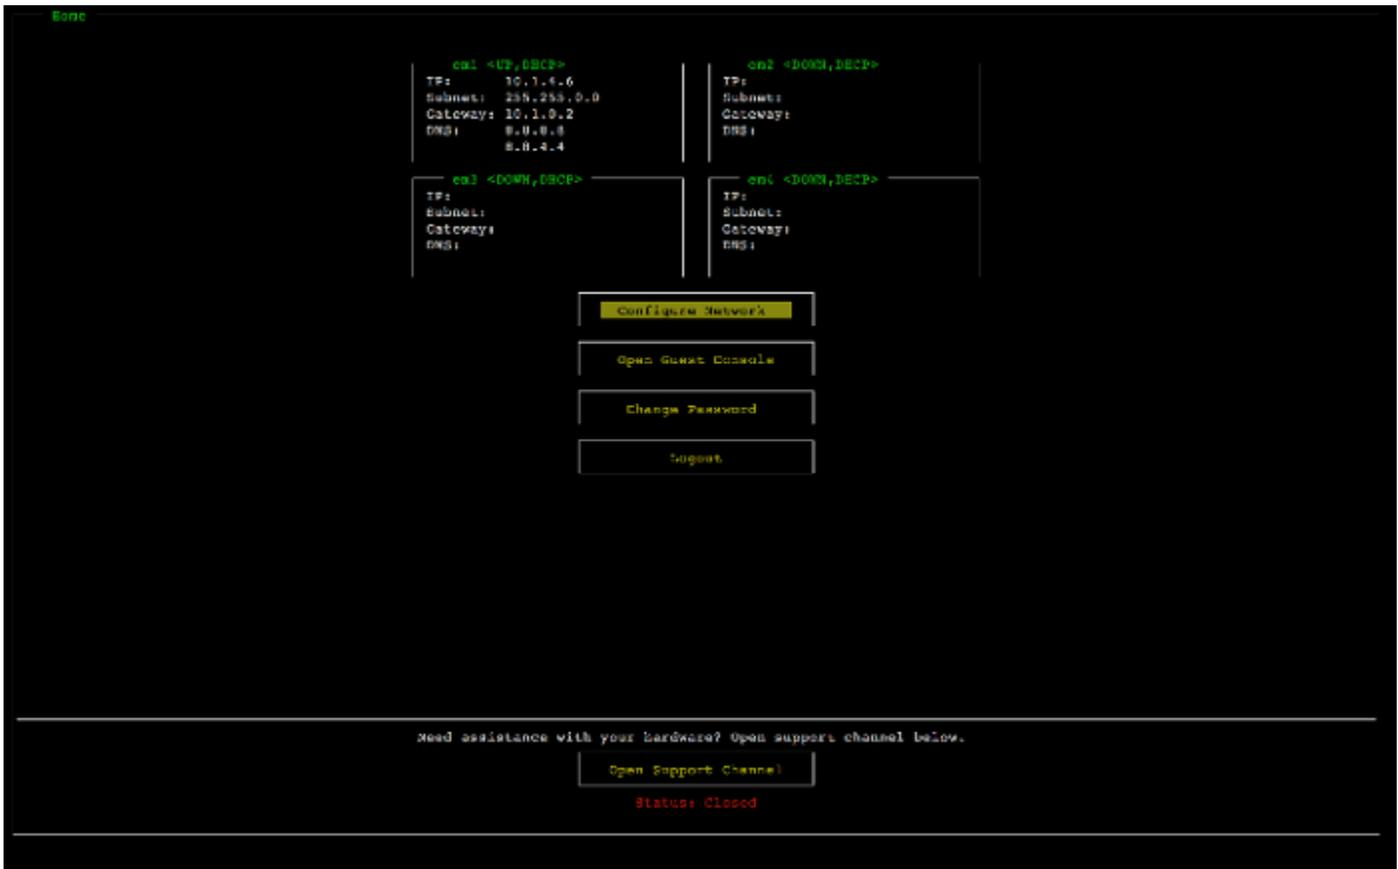 Home
em1 <UP,DHCP>
IP: 10.1.4.6
Subnet: 255.255.0.0
Gateway: 10.1.0.2
DNS: 8.8.8.8
8.8.4.4
em2 <DOWN,DHCP>
IP:
Subnet:
Gateway:
DNS:
em3 <DOWN,DHCP>
IP:
Subnet:
Gateway:
DNS:
em4 <DOWN,DHCP>
IP:
Subnet:
Gateway:
DNS:
Configure Network
Open Guest Console
Change Password
Logout
Need assistance with your hardware? Open support channel below.
Open Support Channel
Status: Closed